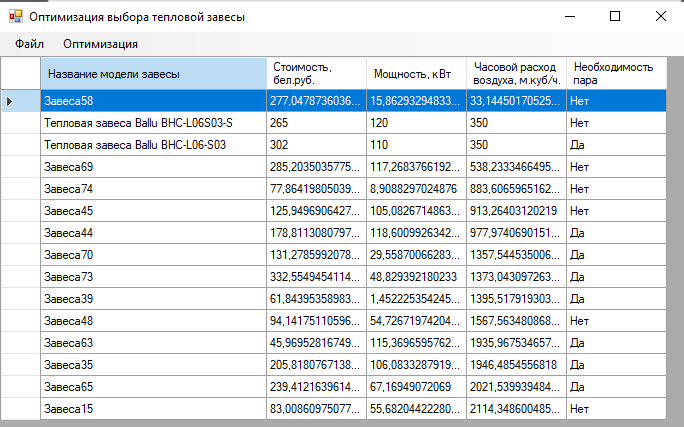 Оптимизация выбора тепловой завесы
Файл Оптимизация
Название модели завесы Стоимость, бел.руб. Мощность, кВт Часовой расход воздуха, м.куб/ч. Необходимость пара
Завеса58 277,0478736036... 15,86293294833... 33,14450170525... Нет
Тепловая завеса Ballu BHC-L06S03-S 265 120 350 Нет
Тепловая завеса Ballu BHC-L06-S03 302 110 350 Да
Завеса69 285,2035035775... 117,2683766192... 538,2333466495... Нет
Завеса74 77,86419805039... 8,9088297024876 883,6065965162... Нет
Завеса45 125,9496906427... 105,0826714863... 913,26403120219 Нет
Завеса44 178,8113080797... 118,6009926342... 977,9740690151... Да
Завеса70 131,2785992078... 29,55870066283... 1357,544535006... Да
Завеса73 332,5549454114... 48,829392180233 1373,043097263... Да
Завеса39 61,84395358983... 1,452225354245... 1395,517919303... Да
Завеса48 94,14175110596... 54,72671974204... 1567,563480868... Нет
Завеса63 45,96952816749... 115,3696595762... 1935,967534657... Да
Завеса35 205,8180767138... 106,0833287919... 1946,4854556818 Да
Завеса65 239,4121639614... 67,16949072069 2021,539939484... Да
Завеса15 83,00860975077... 55,68204422280... 2114,348600485... Нет